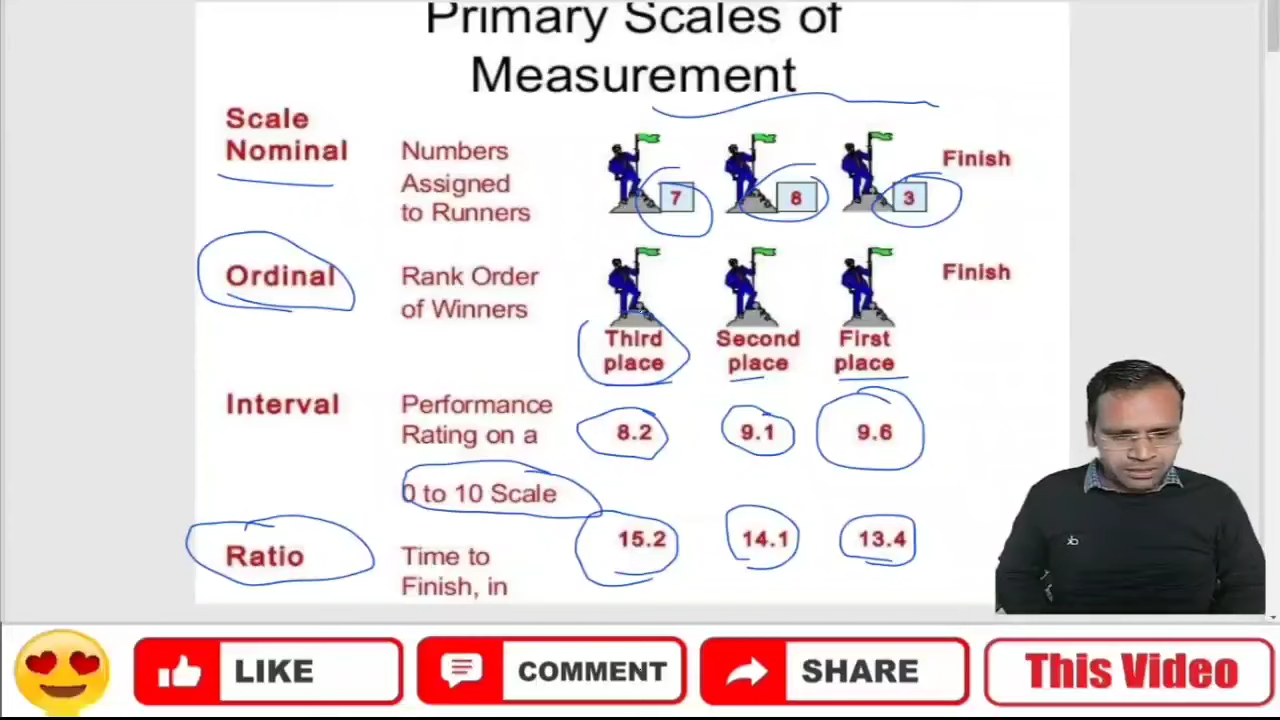 Primary Scales of
Measurement
Scale
Nominal
Numbers
Assigned
to Runners
7
8
3
Finish
Ordinal
Rank Order
of Winners
Third
place
Second
place
First
place
Finish
Interval
Performance
Rating on a
0 to 10 Scale
8.2
9.1
9.6
Ratio
Time to
Finish, in
15.2
14.1
13.4
LIKE
COMMENT
SHARE
This Video